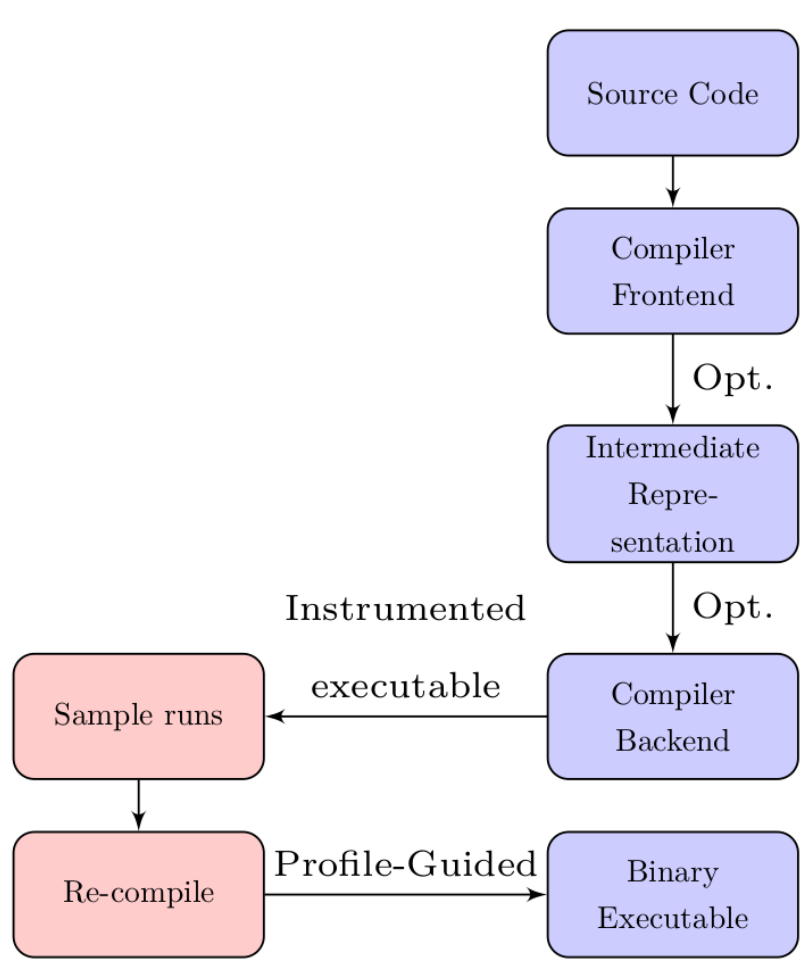 Source Code
Compiler
Frontend
Opt.
Intermediate
Repre-
sentation
Opt.
Instrumented
executable
Sample runs
Compiler
Backend
Re-compile
Profile-Guided
Binary
Executable